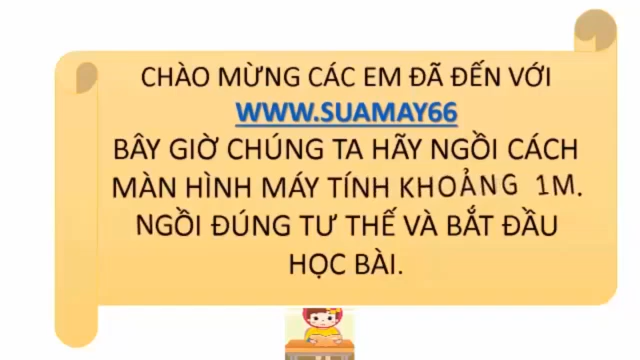 CHÀO MỪNG CÁC EM ĐÃ ĐẾN VỚI
WWW.SUAMAY66
BÂY GIỜ CHÚNG TA HÃY NGỒI CÁCH
MÀN HÌNH MÁY TÍNH KHOẢNG 1M.
NGỒI ĐÚNG TƯ THẾ VÀ BẮT ĐẦU
HỌC BÀI.